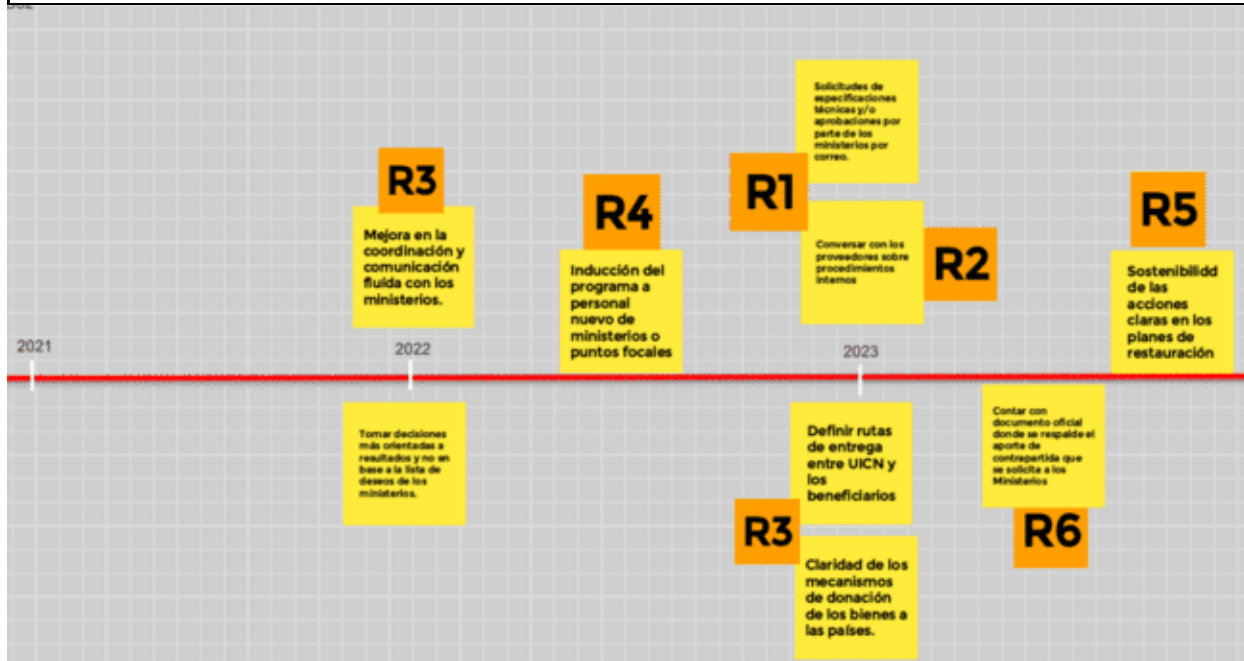 Solicitudes de
especificaciones
técnicas y/o
aprobaciones por
parte de los
ministerios por
correo.
R3
Mejora en la
coordinación y
comunicación
fluída con los
ministerios.
R4
Inducción del
programa a
personal
nuevo de
ministerios o
puntos focales
R1
Conversar con los
proveedores sobre
procedimientos
internos
R2
R5
Sostenibilidd
de las
acciones
claras en los
planes de
restauración
2021
2022
2023
Tomar decisiones
más orientadas a
resultados y no en
base a la lista de
deseos de los
ministerios.
Definir rutas
de entrega
entre UICN y
los
beneficiarios
R3
Claridad de los
mecanismos
de donación
de los bienes a
las países.
Contar con
documento oficial
donde se respalde el
aporte de
contrapartida que
se solicita a los
Ministerios
R6